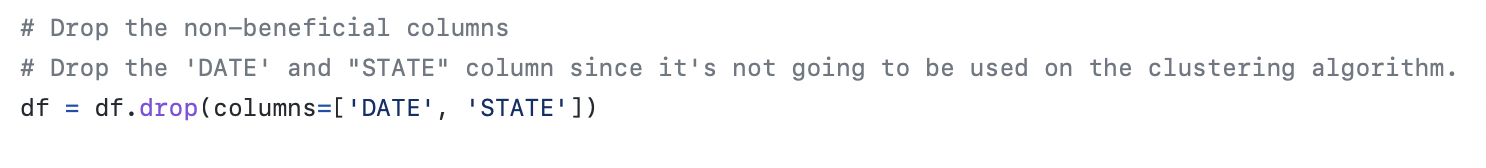 # Drop the non-beneficial columns
# Drop the 'DATE' and "STATE" column since it's not going to be used on the clustering algorithm.
df = df.drop(columns=['DATE', 'STATE'])